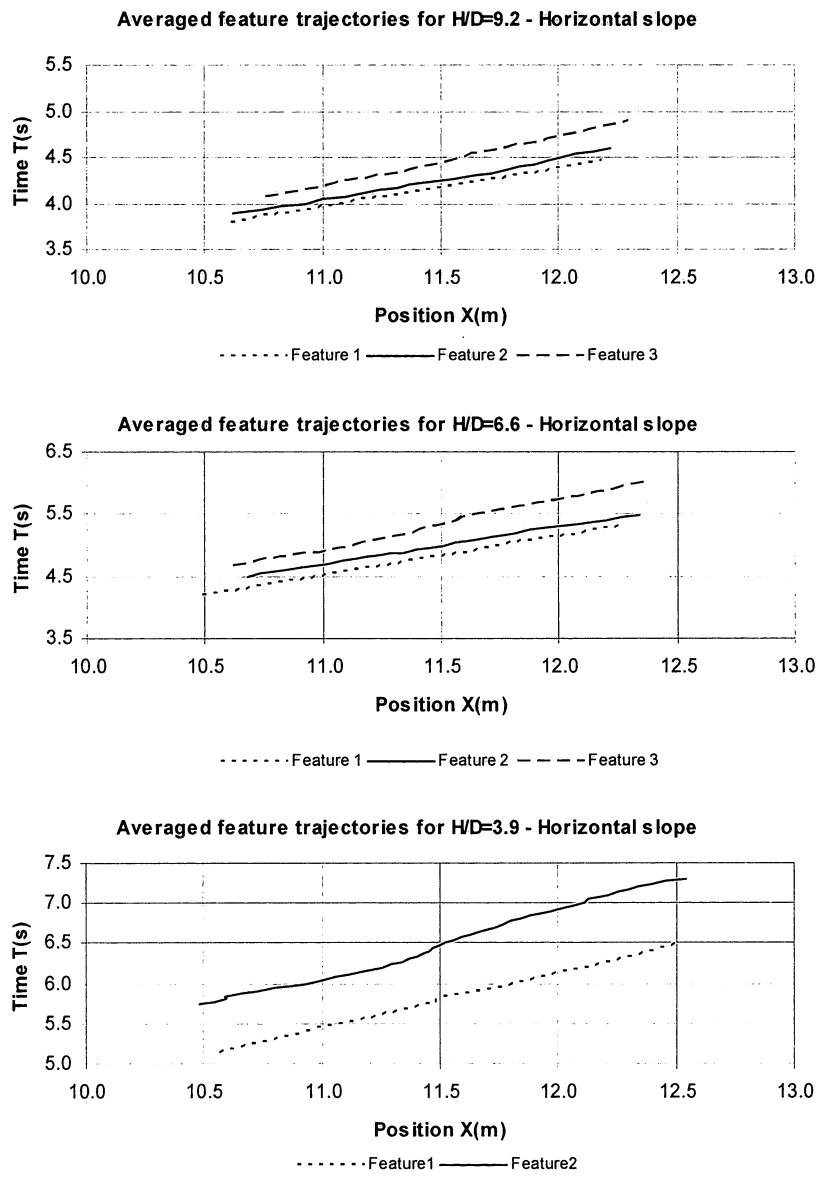 Averaged feature trajectories for H/D=9.2 - Horizontal slope
5.5
5.0
4.5
4.0
3.5
Time T(s)
10.0 10.5 11.0 11.5 12.0 12.5 13.0
Position X(m)
Feature 1 Feature 2 Feature 3
Averaged feature trajectories for H/D=6.6 - Horizontal slope
6.5
5.5
4.5
3.5
Time T(s)
10.0 10.5 11.0 11.5 12.0 12.5 13.0
Position X(m)
Feature 1 Feature 2 Feature 3
Averaged feature trajectories for H/D=3.9 - Horizontal slope
7.5
7.0
6.5
6.0
5.5
5.0
Time T(s)
10.0 10.5 11.0 11.5 12.0 12.5 13.0
Position X(m)
Feature1 Feature2